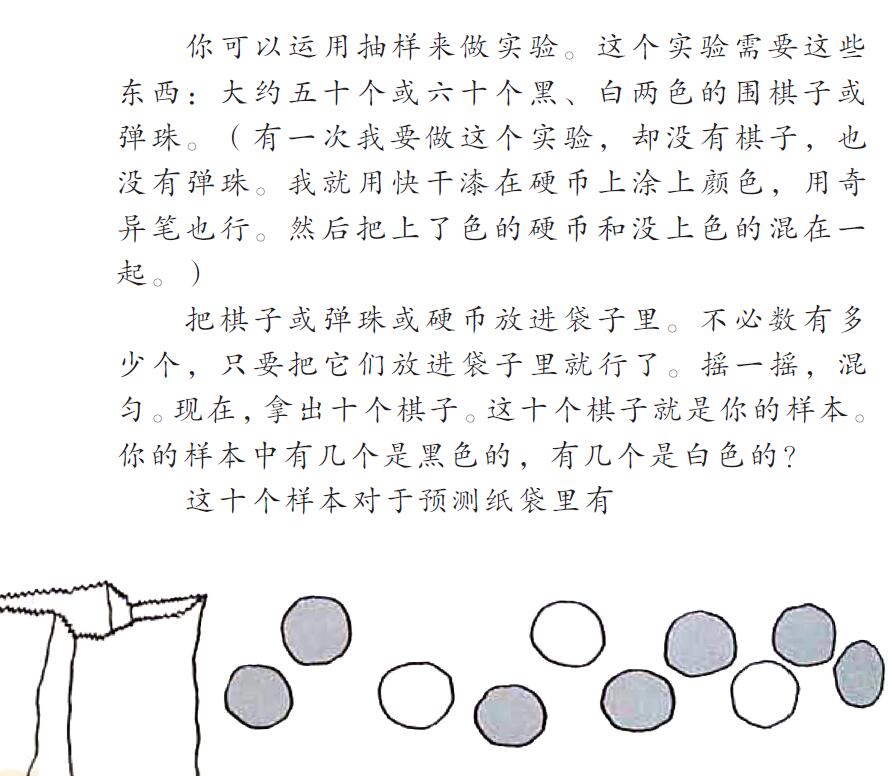 你可以运用抽样来做实验。这个实验需要这些
东西：大约五十个或六十个黑、白两色的围棋子或
弹珠。（有一次我要做这个实验，却没有棋子，也
没有弹珠。我就用快干漆在硬币上涂上颜色，用奇
异笔也行。然后把上了色的硬币和没上色的混在一
起。）
把棋子或弹珠或硬币放进袋子里。不必数有多
少个，只要把它们放进袋子里就行了。摇一摇，混
匀。现在，拿出十个棋子。这十个棋子就是你的样本。
你的样本中有几个是黑色的，有几个是白色的？
这十个样本对于预测纸袋里有